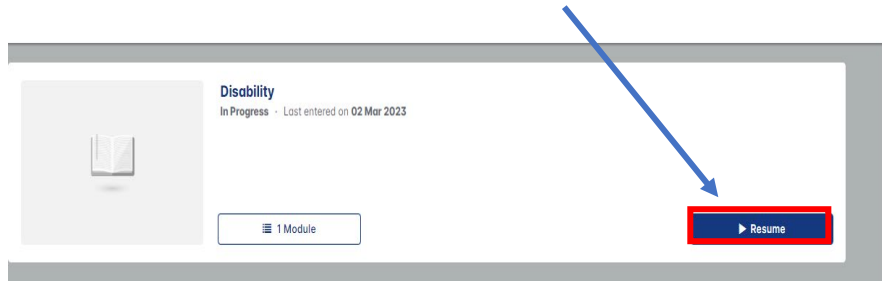 Disability
In Progress · Last entered on 02 Mar 2023
1 Module
Resume